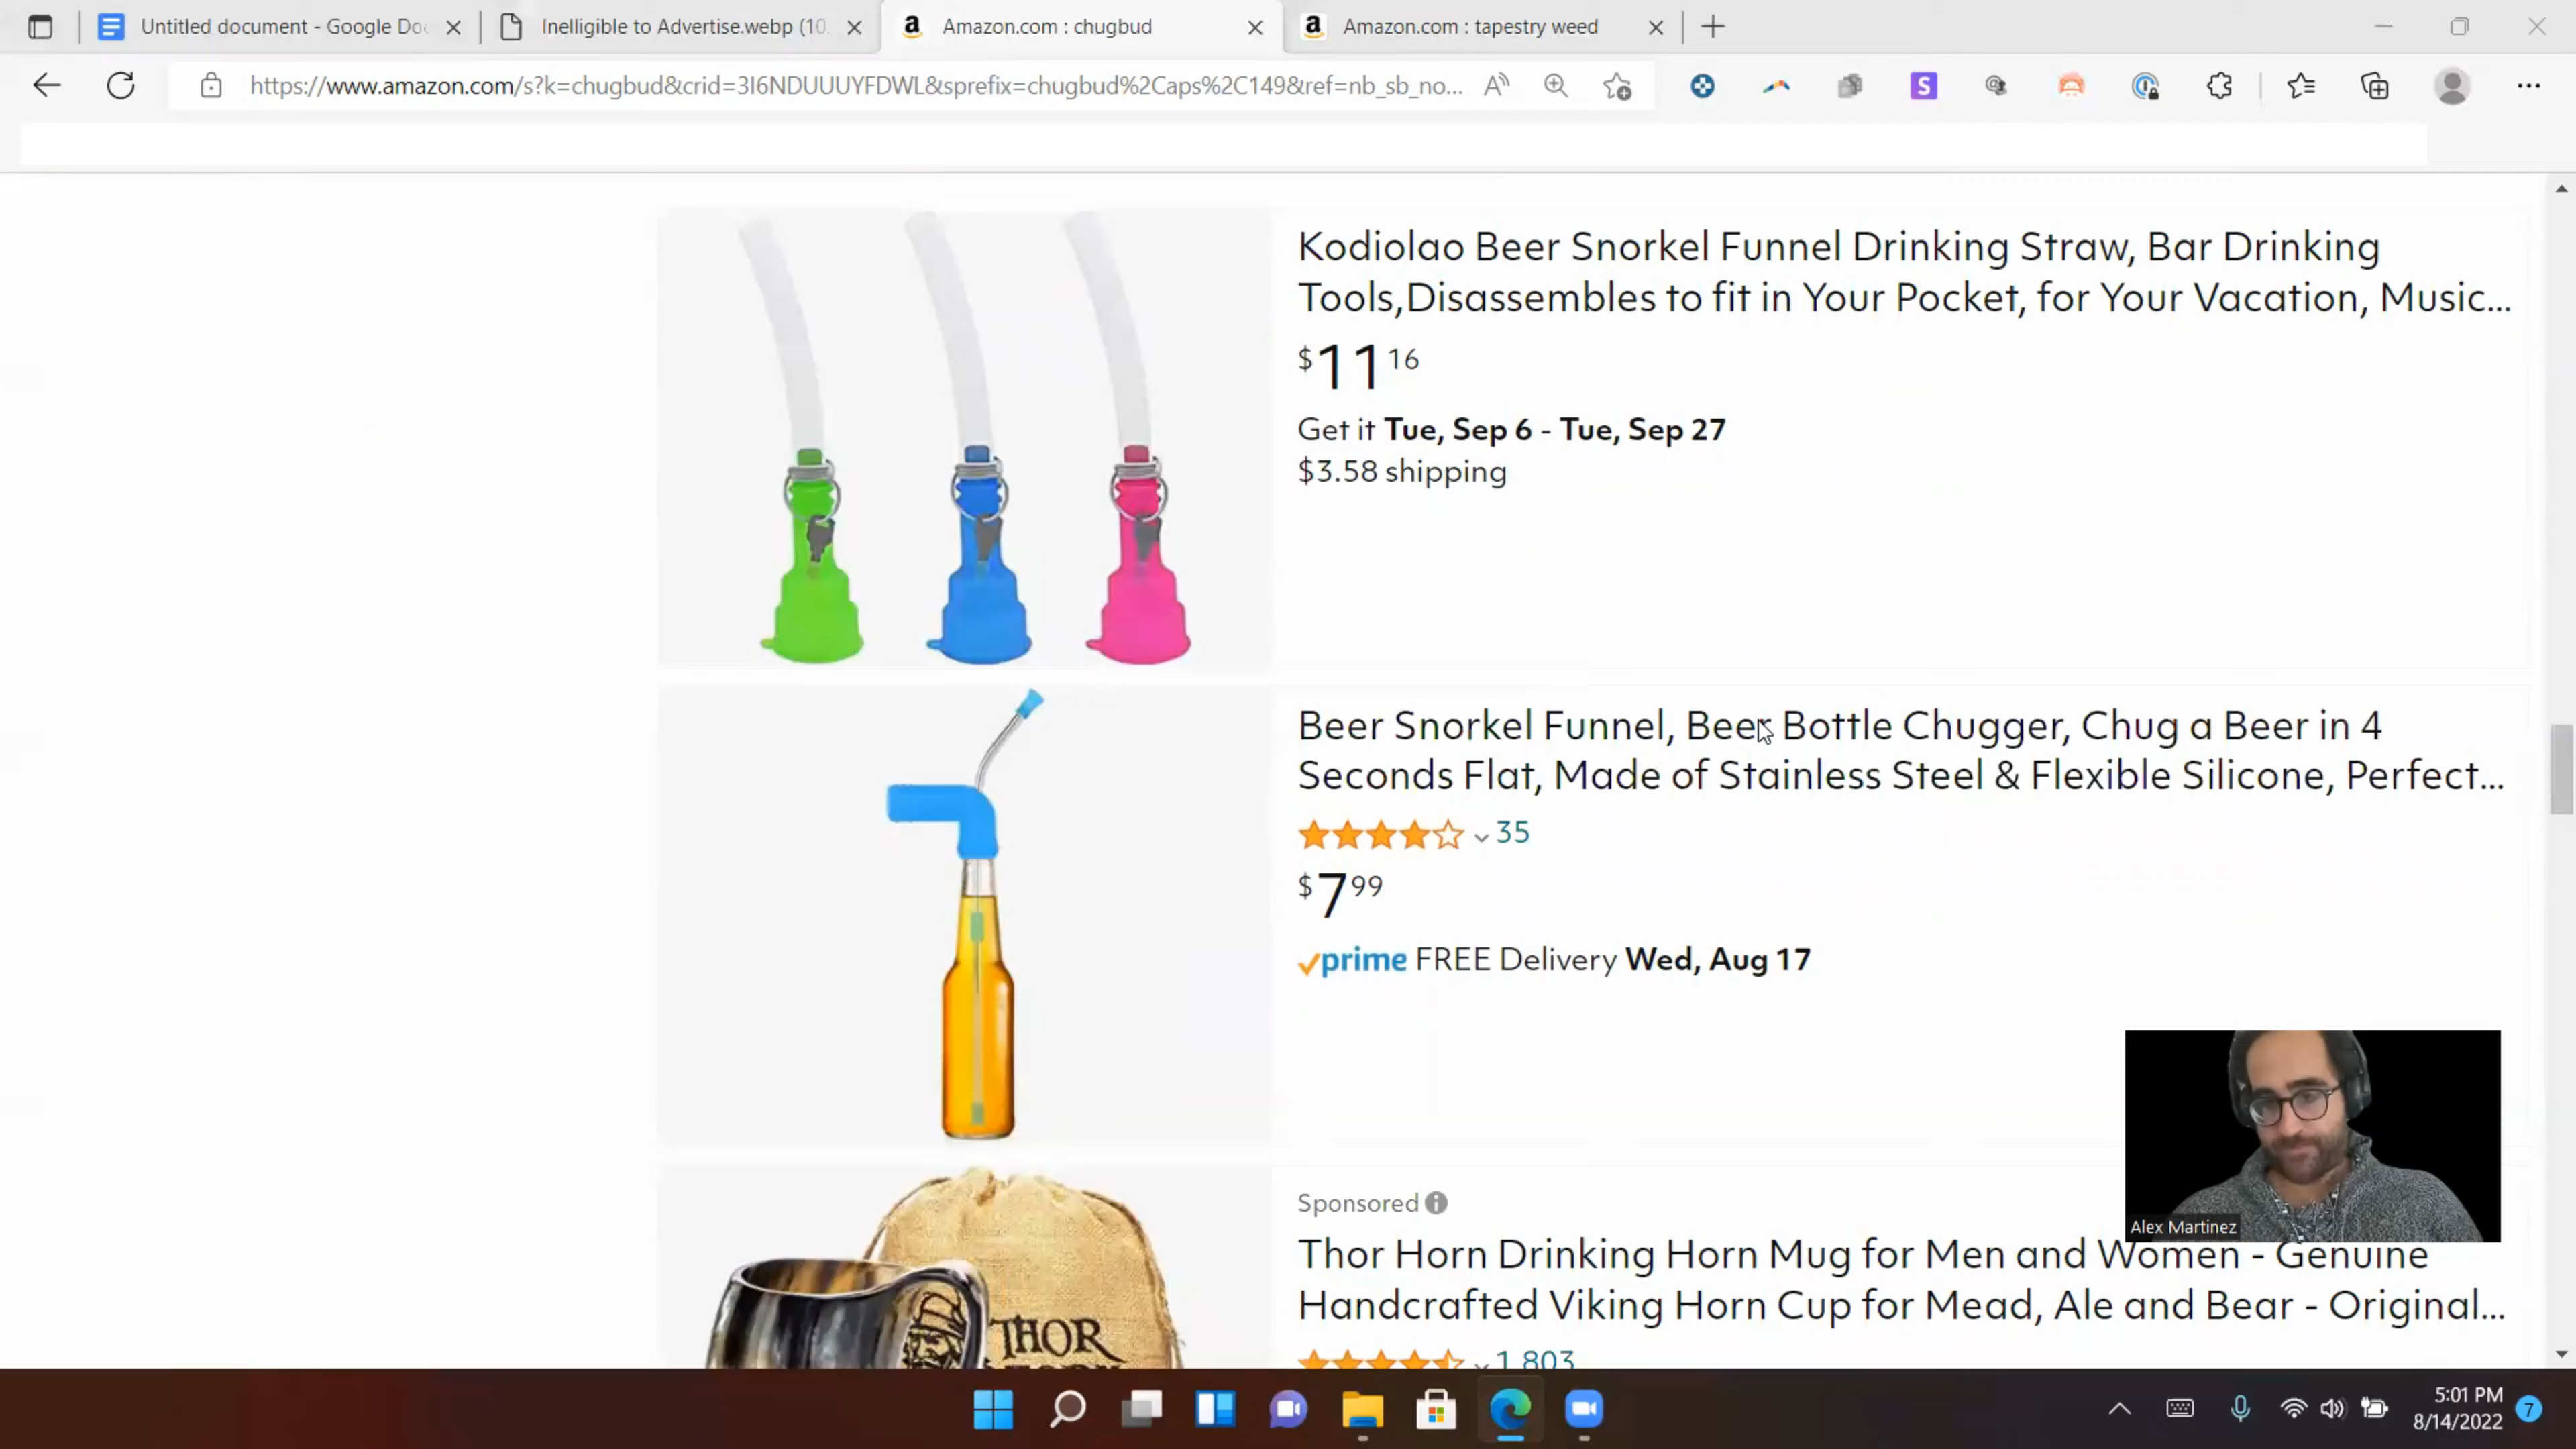 Untitled document - Google Doc
Inelligible to Advertise.webp (10
Amazon.com : chugbud
Amazon.com : tapestry weed
https://www.amazon.com/s?k=chugbud&crid=3I6NDUUUYFDWL&sprefix=chugbud%2Caps%2C149&ref=nb_sb_no...
Kodiolao Beer Snorkel Funnel Drinking Straw, Bar Drinking
Tools,Disassembles to fit in Your Pocket, for Your Vacation, Music...
$11 16
Get it Tue, Sep 6 - Tue, Sep 27
$3.58 shipping
Beer Snorkel Funnel, Beer Bottle Chugger, Chug a Beer in 4
Seconds Flat, Made of Stainless Steel & Flexible Silicone, Perfect...
35
$7 99
prime FREE Delivery Wed, Aug 17
Sponsored
Thor Horn Drinking Horn Mug for Men and Women - Genuine
Handcrafted Viking Horn Cup for Mead, Ale and Bear - Original...
1,803
THOR
Alex Martinez
5:01 PM
8/14/2022
7